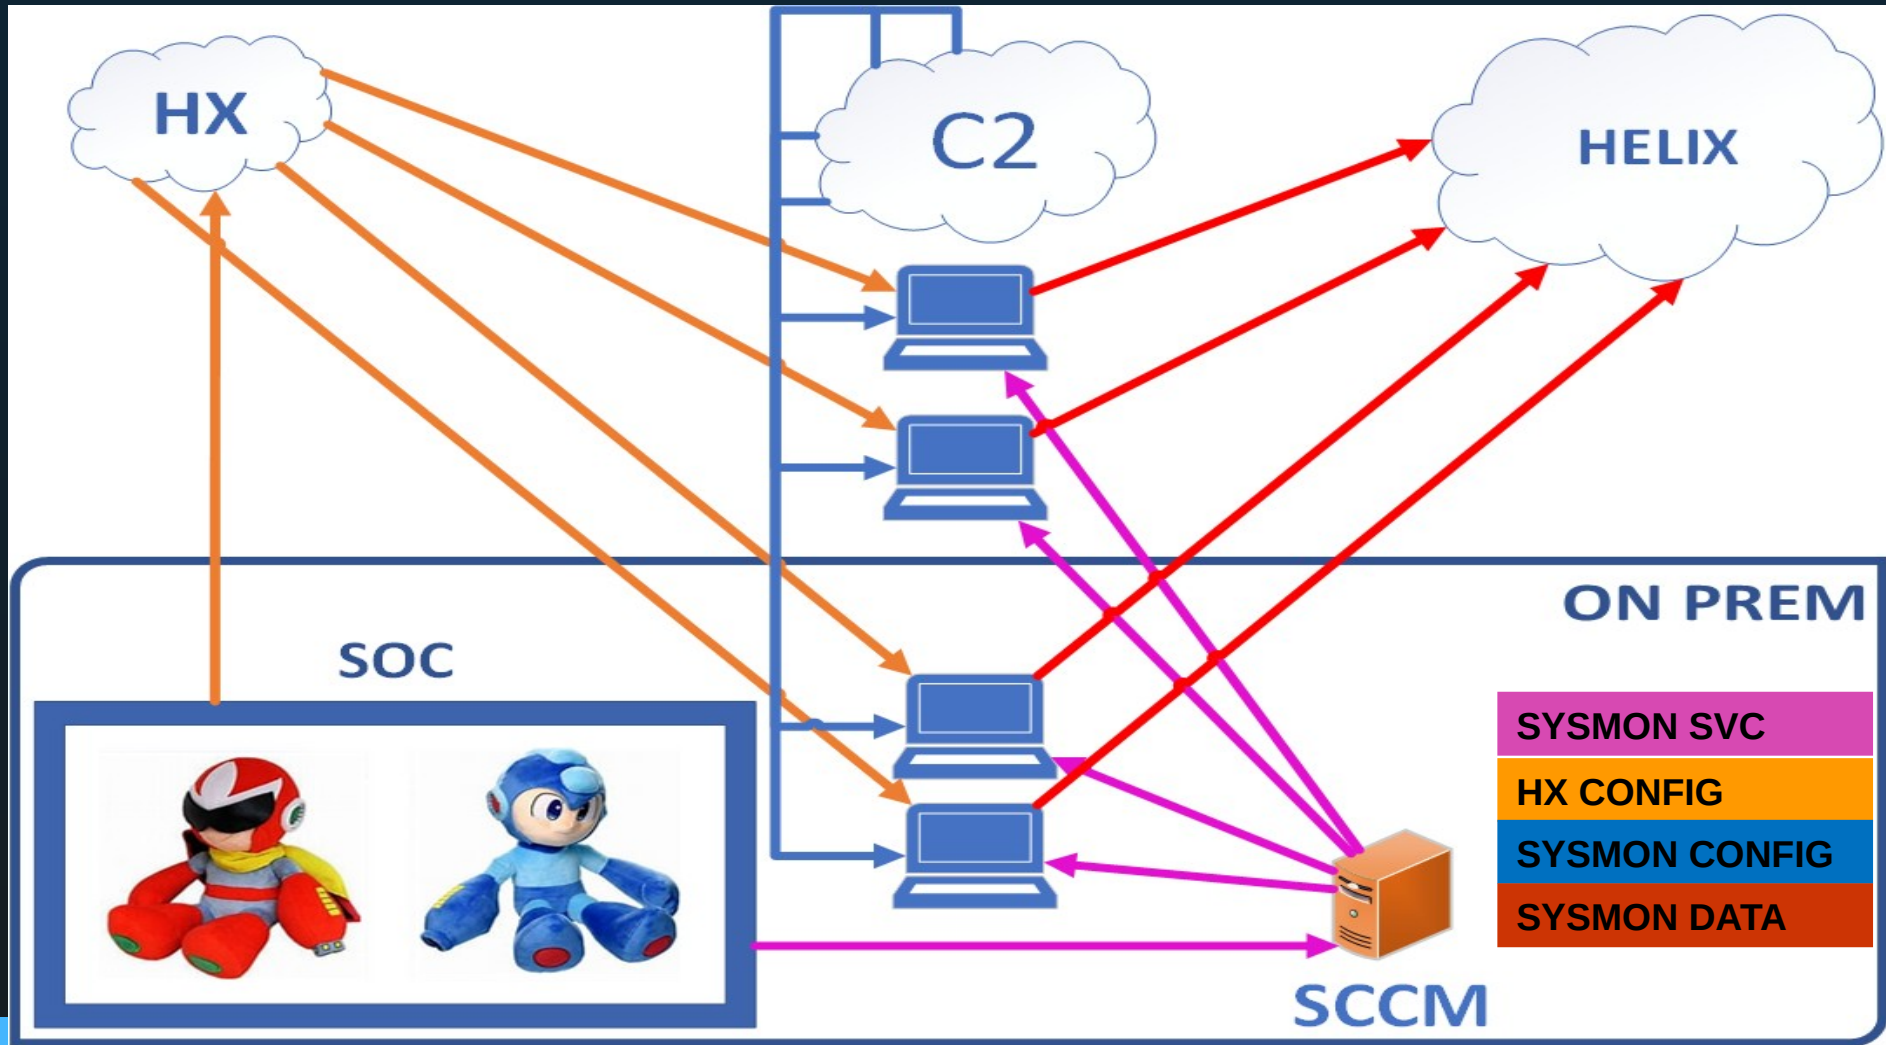 HX
C2
HELIX
ON PREM
SOC
SYSMON SVC
HX CONFIG
SYSMON CONFIG
SYSMON DATA
SCCM